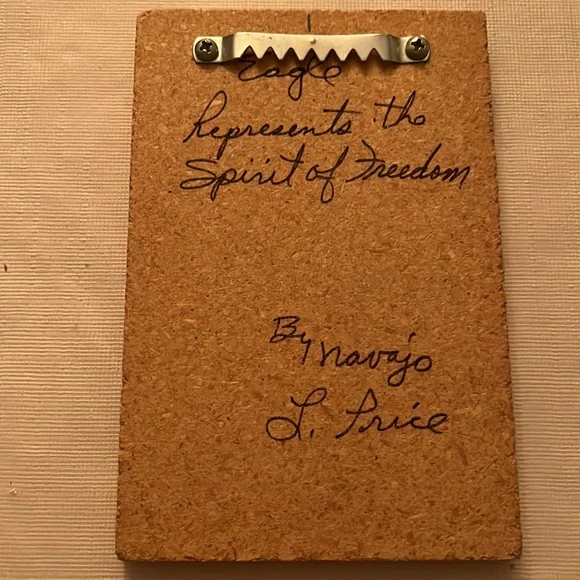 Eagle
Represents the
Spirit of Freedom
By navajo
L. Price